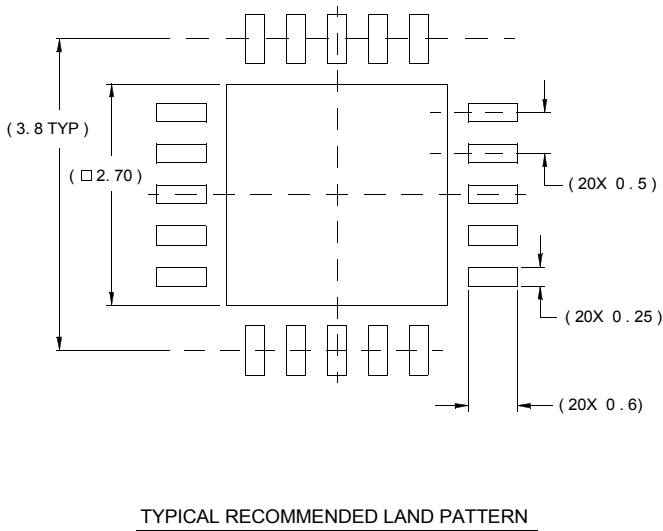 ( 3. 8 TYP )
( □ 2. 70 )
( 20X 0. 5 )
( 20X 0. 25 )
( 20X 0 . 6)
TYPICAL RECOMMENDED LAND PATTERN